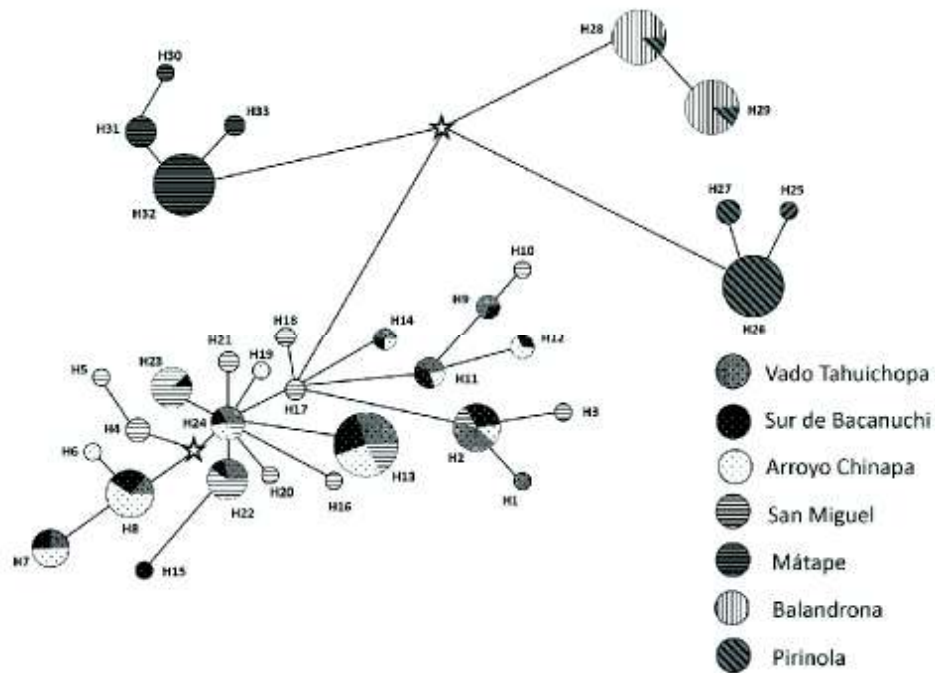 H28
H30
H33
H31
H29
H32
H27
H25
H10
H9
H26
H18
H14
H12
H21
H19
H23
H11
H5
H17
H3
H4
H24
H2
H6
H13
H20
H16
H1
H8
H22
H7
H15
Vado Tahuichopa
Sur de Bacanuchi
Arroyo Chinapa
San Miguel
Mátape
Balandrona
Pirinola